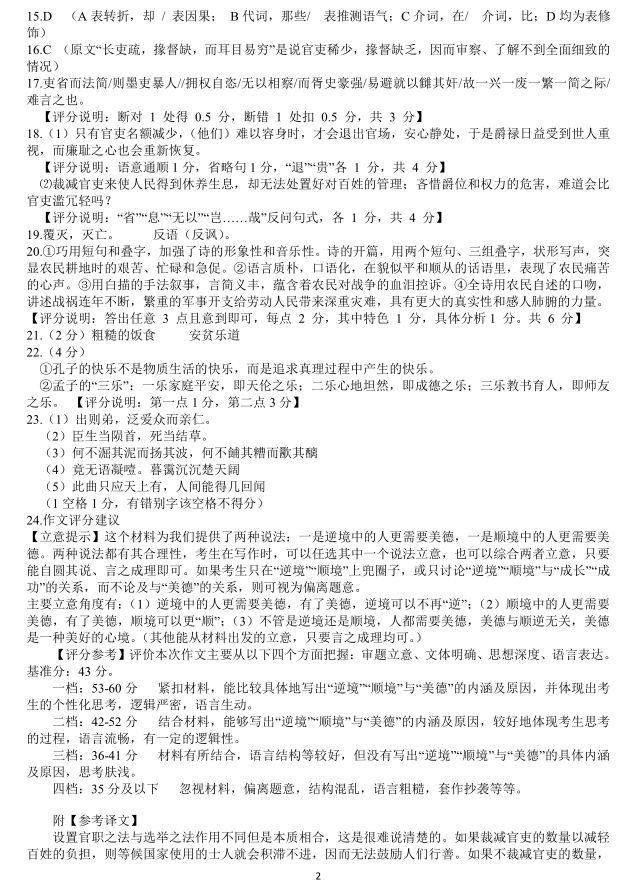 15.D （A 表转折，却 / 表因果； B 代词，那些/ 表推测语气；C 介词，在/ 介词，比；D 均为表修
饰）
16.C （原文“长吏疏，掾督缺，而耳目易穷”是说官吏稀少，掾督缺乏，因而审察、了解不到全面细致的
情况）
17.吏省而法简/则墨吏暴人//拥权自恣/无以相察/而胥史豪强/易避就以雠其奸/故一兴一废一繁一简之际/
难言之也。
【评分说明：断对 1 处得 0.5 分，断错 1 处扣 0.5 分，共 3 分】
18.（1）只有官吏名额减少，（他们）难以容身时，才会退出官场，安心静处，于是爵禄日益受到世人重
视，而廉耻之心也会重新恢复。
【评分说明：语意通顺 1 分，省略句 1 分，“退”“贵”各 1 分，共 4 分】
⑵裁减官吏来使人民得到休养生息，却无法处置好对百姓的管理；吝惜爵位和权力的危害，难道会比
官吏滥冗轻吗？
【评分说明：“省”“息”“无以”“岂……哉”反问句式，各 1 分，共 4 分】
19.覆灭，灭亡。 反语（反讽）。
20.①巧用短句和叠字，加强了诗的形象性和音乐性。诗的开篇，用两个短句、三组叠字，状形写声，突
显农民耕地时的艰苦、忙碌和急促。②语言质朴，口语化，在貌似平和顺从的话语里，表现了农民痛苦
的心声。③用白描的手法叙事，言简义丰，蕴含着农民对战争的血泪控诉。④全诗用农民自述的口吻，
讲述战祸连年不断，繁重的军事开支给劳动人民带来深重灾难，具有更大的真实性和感人肺腑的力量。
【评分说明：答出任意 3 点且意到即可，每点 2 分，其中特色 1 分，具体分析 1 分。共 6 分】
21.（2 分）粗糙的饭食 安贫乐道
22.（4 分）
①孔子的快乐不是物质生活的快乐，而是追求真理过程中产生的快乐。
②孟子的“三乐”：一乐家庭平安，即天伦之乐；二乐心地坦然，即成德之乐；三乐教书育人，即师友
之乐。 【评分说明：第一点 1 分，第二点 3 分】
23.（1）出则弟，泛爱众而亲仁。
（2）臣生当陨首，死当结草。
（3）何不淈其泥而扬其波，何不餔其糟而歠其醨
（4）竟无语凝噎。暮霭沉沉楚天阔
（5）此曲只应天上有，人间能得几回闻
（1 空格 1 分，有错别字该空格不得分）
24.作文评分建议
【立意提示】这个材料为我们提供了两种说法：一是逆境中的人更需要美德，一是顺境中的人更需要美
德。两种说法都有其合理性，考生在写作时，可以任选其中一个说法立意，也可以综合两者立意，只要
能自圆其说、言之成理即可。如果考生只在“逆境”“顺境”上兜圈子，或只讨论“逆境”“顺境”与“成长”“成
功”的关系，而不论及与“美德”的关系，则可视为偏离题意。
主要立意角度有：（1）逆境中的人更需要美德，有了美德，逆境可以不再“逆”；（2）顺境中的人更需要
美德，有了美德，顺境可以更“顺”；（3）不管是逆境还是顺境，人都需要美德，美德与顺逆无关，美德
是一种美好的心境。（其他能从材料出发的立意，只要言之成理均可。）
【评分参考】评价本次作文主要从以下四个方面把握：审题立意、文体明确、思想深度、语言表达。
基准分：43 分。
一档：53-60 分 紧扣材料，能比较具体地写出“逆境”“顺境”与“美德”的内涵及原因，并体现出考
生的个性化思考，逻辑严密，语言生动。
二档：42-52 分 结合材料，能够写出“逆境”“顺境”与“美德”的内涵及原因，较好地体现考生思考
的过程，语言流畅，有一定的逻辑性。
三档：36-41 分 材料有所结合，语言结构等较好，但没有写出“逆境”“顺境”与“美德”的具体内涵
及原因，思考肤浅。
四档：35 分及以下 忽视材料，偏离题意，结构混乱，语言粗糙，套作抄袭等等。
附【参考译文】
设置官职之法与选举之法作用不同但是本质相合，这是很难说清楚的。如果裁减官吏的数量以减轻
百姓的负担，则等候国家使用的士人就会积滞不进，因而无法鼓励人们行善。如果不裁减官吏的数量，
2